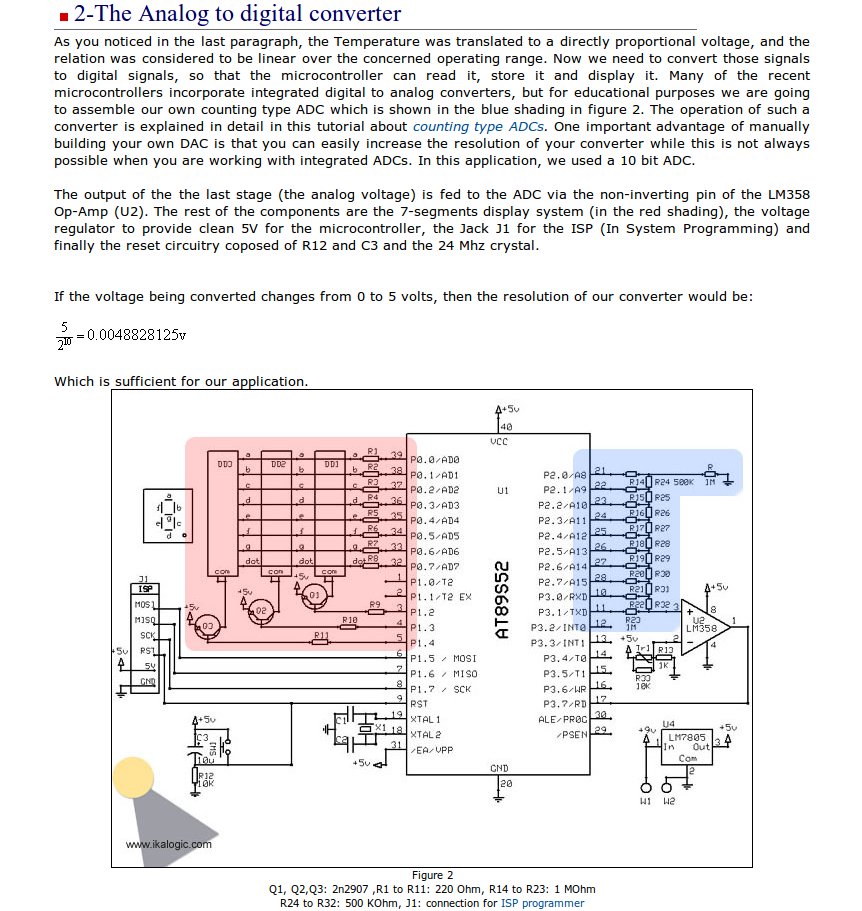 2-The Analog to digital converter
As you noticed in the last paragraph, the Temperature was translated to a directly proportional voltage, and the
relation was considered to be linear over the concerned operating range. Now we need to convert those signals
to digital signals, so that the microcontroller can read it, store it and display it. Many of the recent
microcontrollers incorporate integrated digital to analog converters, but for educational purposes we are going
to assemble our own counting type ADC which is shown in the blue shading in figure 2. The operation of such a
converter is explained in detail in this tutorial about counting type ADCs. One important advantage of manually
building your own DAC is that you can easily increase the resolution of your converter while this is not always
possible when you are working with integrated ADCs. In this application, we used a 10 bit ADC.
The output of the the last stage (the analog voltage) is fed to the ADC via the non-inverting pin of the LM358
Op-Amp (U2). The rest of the components are the 7-segments display system (in the red shading), the voltage
regulator to provide clean 5V for the microcontroller, the Jack J1 for the ISP (In System Programming) and
finally the reset circuitry coposed of R12 and C3 and the 24 Mhz crystal.
If the voltage being converted changes from 0 to 5 volts, then the resolution of our converter would be:
5/2^10 = 0.0048828125v
Which is sufficient for our application.
+5v
40
VCC
DD3 DD2 DD1
a a a R1 39 P0.0/AD0
b b b R2 38 P0.1/AD1
c c c R3 37 P0.2/AD2
d d d R4 36 P0.3/AD3
e e e R5 35 P0.4/AD4
f f f R6 34 P0.5/AD5
g g g R7 33 P0.6/AD6
dot dot dot R8 32 P0.7/AD7
com com com
+5v +5v +5v
Q3 Q2 Q1
1 P1.0/T2
2 P1.1/T2 EX
R9 3 P1.2
R10 4 P1.3
R11 5 P1.4
6 P1.5 / MOSI
7 P1.6 / MISO
8 P1.7 / SCK
9 RST
19 XTAL1
18 XTAL2
31 /EA/VPP
U1
AT89S52
P2.0/A8 21
P2.1/A9 22
P2.2/A10 23
P2.3/A11 24
P2.4/A12 25
P2.5/A13 26
P2.6/A14 27
P2.7/A15 28
P3.0/RXD 10
P3.1/TXD 11
P3.2/INT0 12
P3.3/INT1 13
P3.4/T0 14
P3.5/T1 15
P3.6/WR 16
P3.7/RD 17
ALE/PROG 30
/PSEN 29
GND
20
R14 R24 500K R 1M
R15 R25
R16 R26
R17 R27
R18 R28
R19 R29
R20 R30
R21 R31
R22 R32
R23
1M
3 + 8 +5v
U2 1
LM358
2 - 4
+5v
Tr1 R13
1K
R33
10K
a
f b
g
e c
d
J1
ISP
MOSI
MISO
SCK
RST
5V
GND
+5v
+5v
C3
10u
SW1
R12
10K
C1
X1
C2
+5v
+9v U4 +5v
1 LM7805 3
In Out
Com
2
W1 W2
www.ikalogic.com
Figure 2
Q1, Q2,Q3: 2n2907 ,R1 to R11: 220 Ohm, R14 to R23: 1 MOhm
R24 to R32: 500 KOhm, J1: connection for ISP programmer